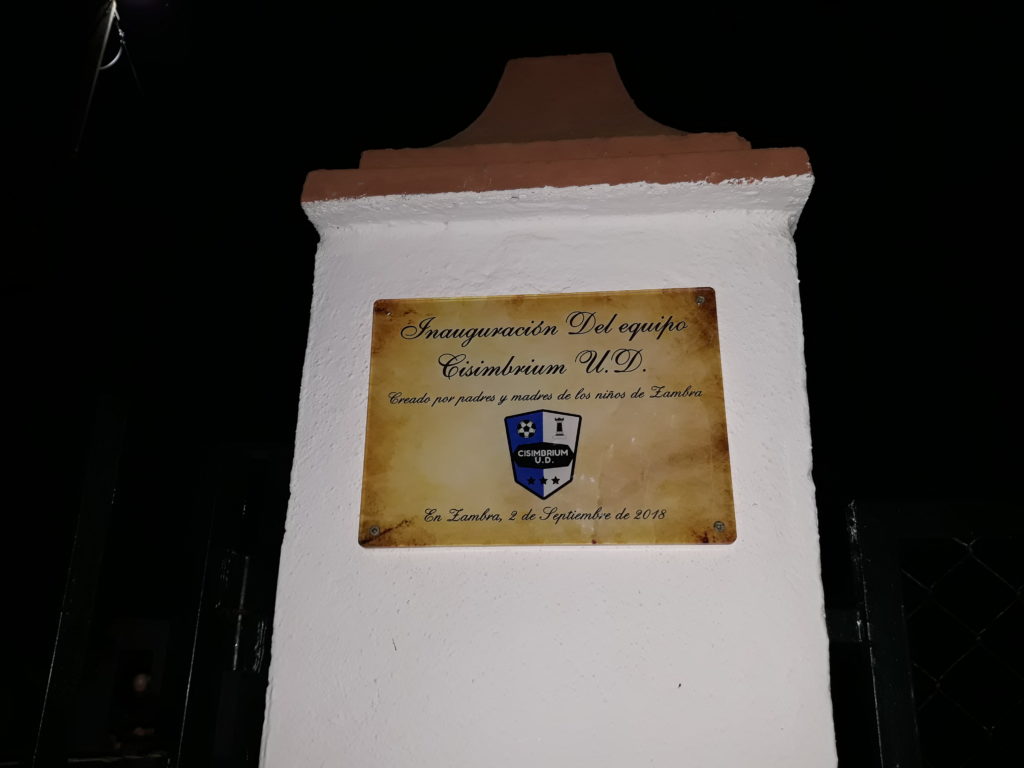 Inauguración Del equipo
Cisimbrium U.D.
Creado por padres y madres de los niños de Zambra
CISIMBRIUM
U.D.
En Zambra, 2 de Septiembre de 2018